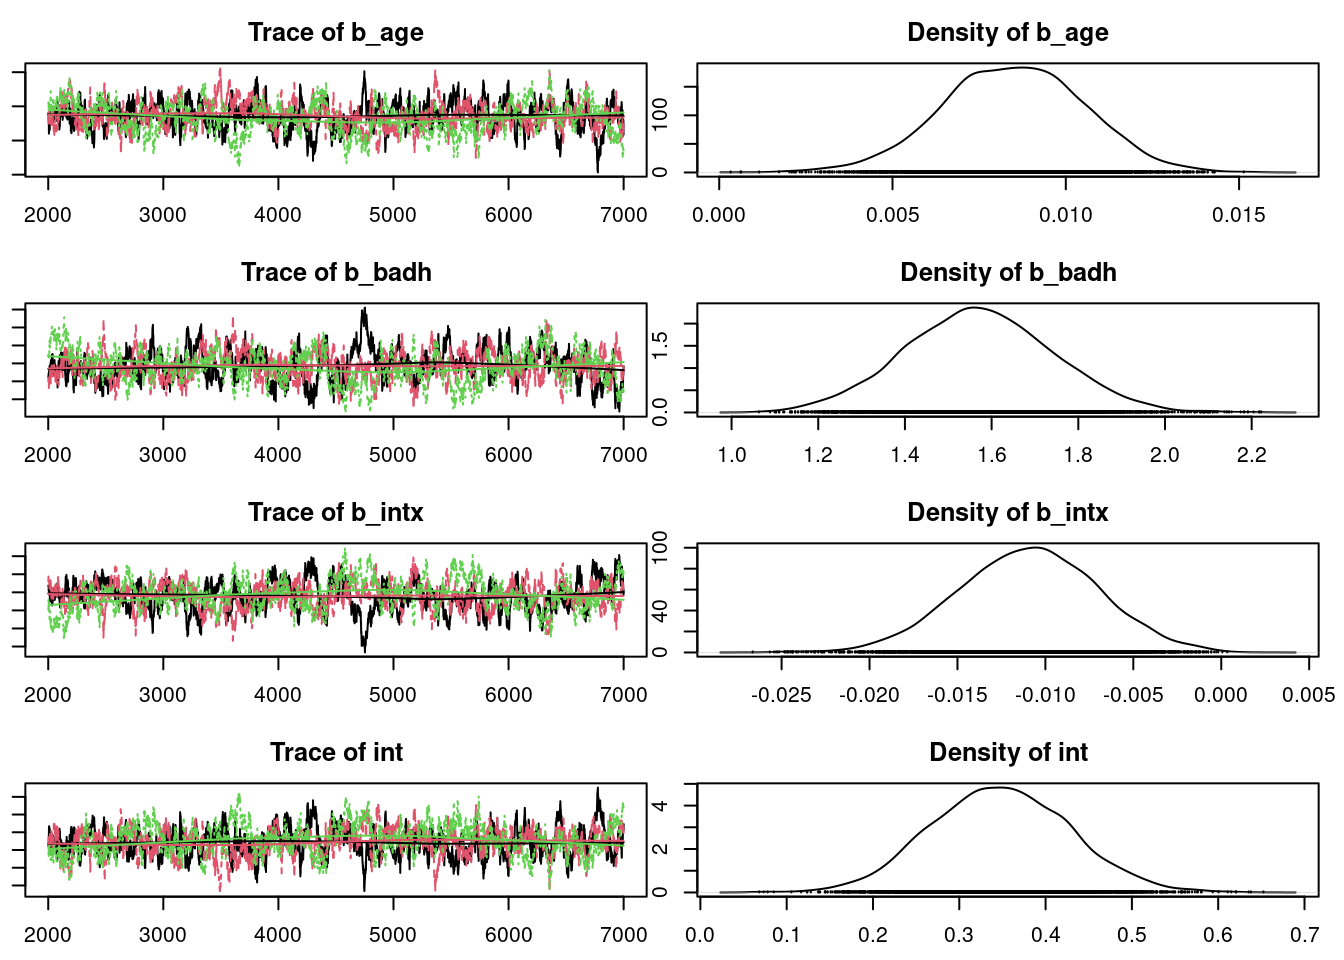 Trace of b_age
Density of b_age
0 100
2000 3000 4000 5000 6000 7000
0.000 0.005 0.010 0.015
Trace of b_badh
Density of b_badh
0.0 1.5
2000 3000 4000 5000 6000 7000
1.0 1.2 1.4 1.6 1.8 2.0 2.2
Trace of b_intx
Density of b_intx
0 40 100
2000 3000 4000 5000 6000 7000
-0.025 -0.020 -0.015 -0.010 -0.005 0.000 0.005
Trace of int
Density of int
0 2 4
2000 3000 4000 5000 6000 7000
0.0 0.1 0.2 0.3 0.4 0.5 0.6 0.7